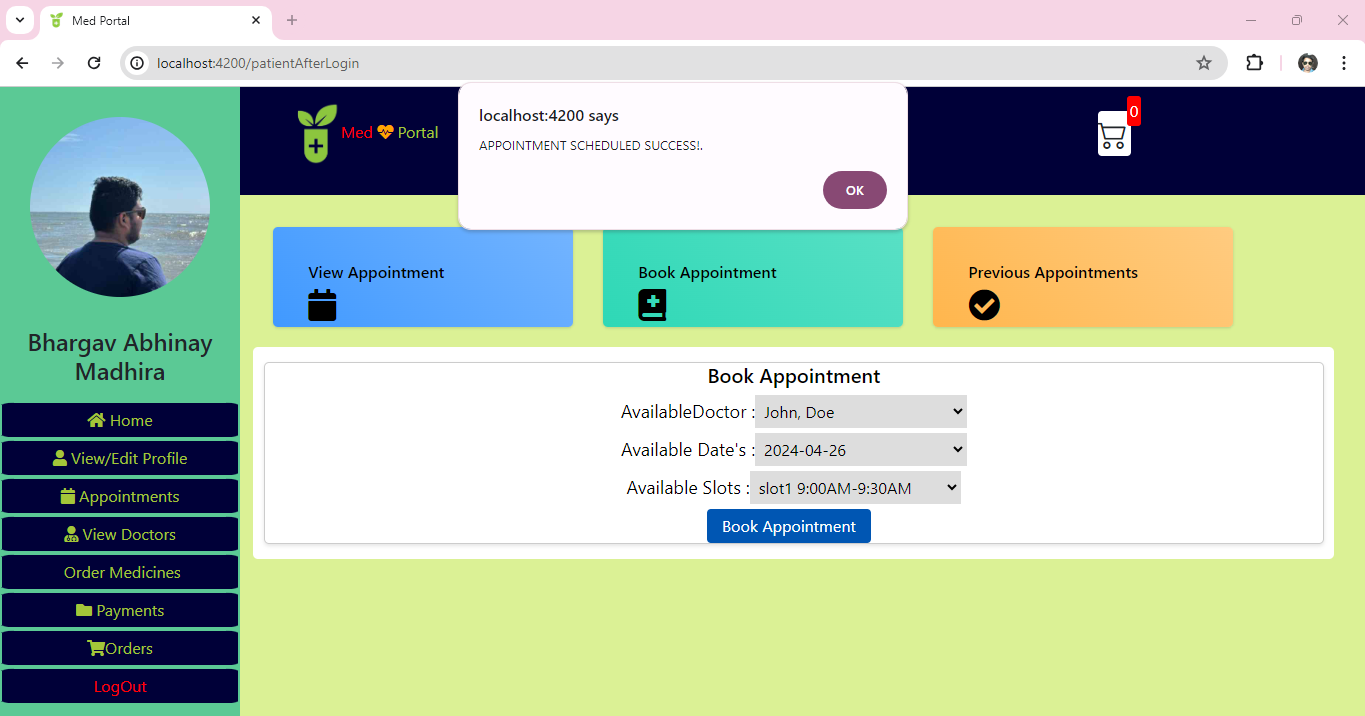 Med Portal
localhost:4200/patientAfterLogin
localhost:4200 says
APPOINTMENT SCHEDULED SUCCESS!.
OK
Med Portal
0
Bhargav Abhinay
Madhira
Home
View/Edit Profile
Appointments
View Doctors
Order Medicines
Payments
Orders
LogOut
View Appointment
Book Appointment
Previous Appointments
Book Appointment
AvailableDoctor : John, Doe
Available Date's : 2024-04-26
Available Slots : slot1 9:00AM-9:30AM
Book Appointment